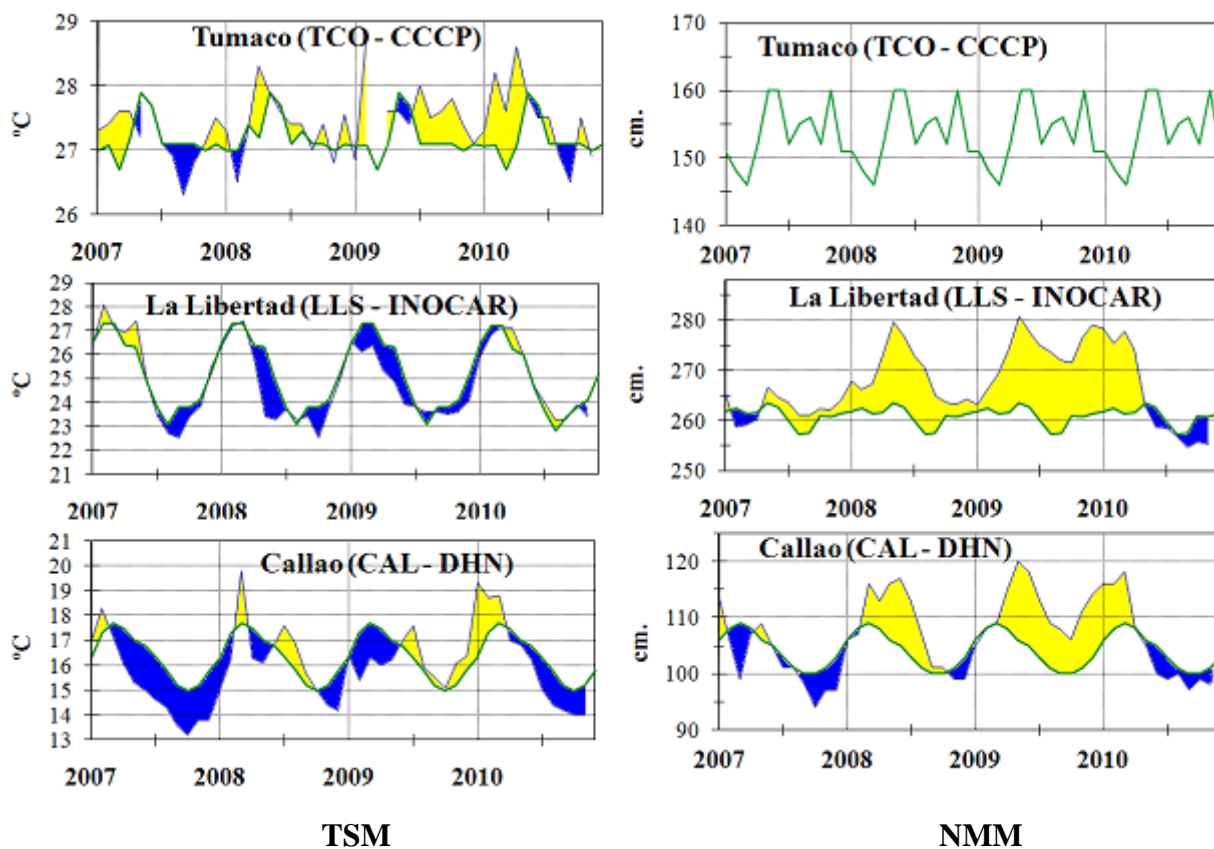 29
28
27
26
ºC
Tumaco (TCO - CCCP)
2007 2008 2009 2010
170
160
150
140
cm.
Tumaco (TCO - CCCP)
2007 2008 2009 2010
29
28
27
26
25
24
23
22
21
ºC
La Libertad (LLS - INOCAR)
2007 2008 2009 2010
280
270
260
250
cm.
La Libertad (LLS - INOCAR)
2007 2008 2009 2010
21
20
19
18
17
16
15
14
13
ºC
Callao (CAL - DHN)
2007 2008 2009 2010
120
110
100
90
cm.
Callao (CAL - DHN)
2007 2008 2009 2010
TSM
NMM